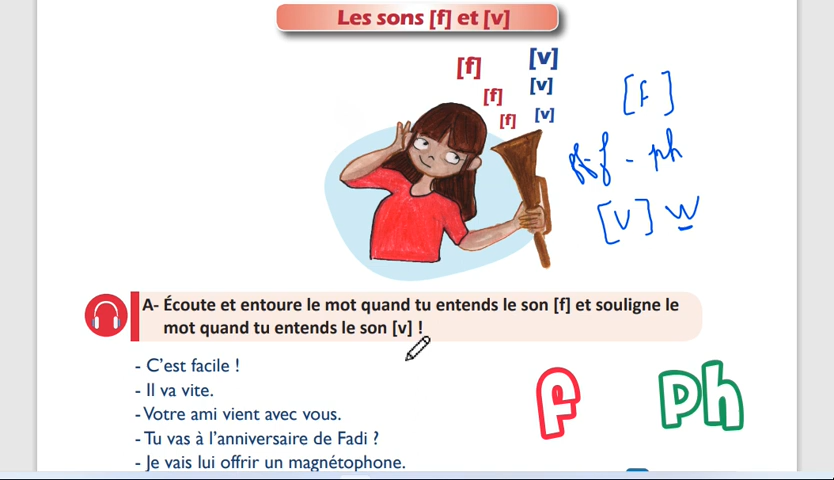 Les sons [f] et [v]
[f] [v]
[f] [v]
[f] [v]
[F]
ff-f - ph
[V] w
A- Écoute et entoure le mot quand tu entends le son [f] et souligne le
mot quand tu entends le son [v] !
- C'est facile !
- Il va vite.
- Votre ami vient avec vous.
- Tu vas à l'anniversaire de Fadi ?
- Je vais lui offrir un magnétophone.
f Ph